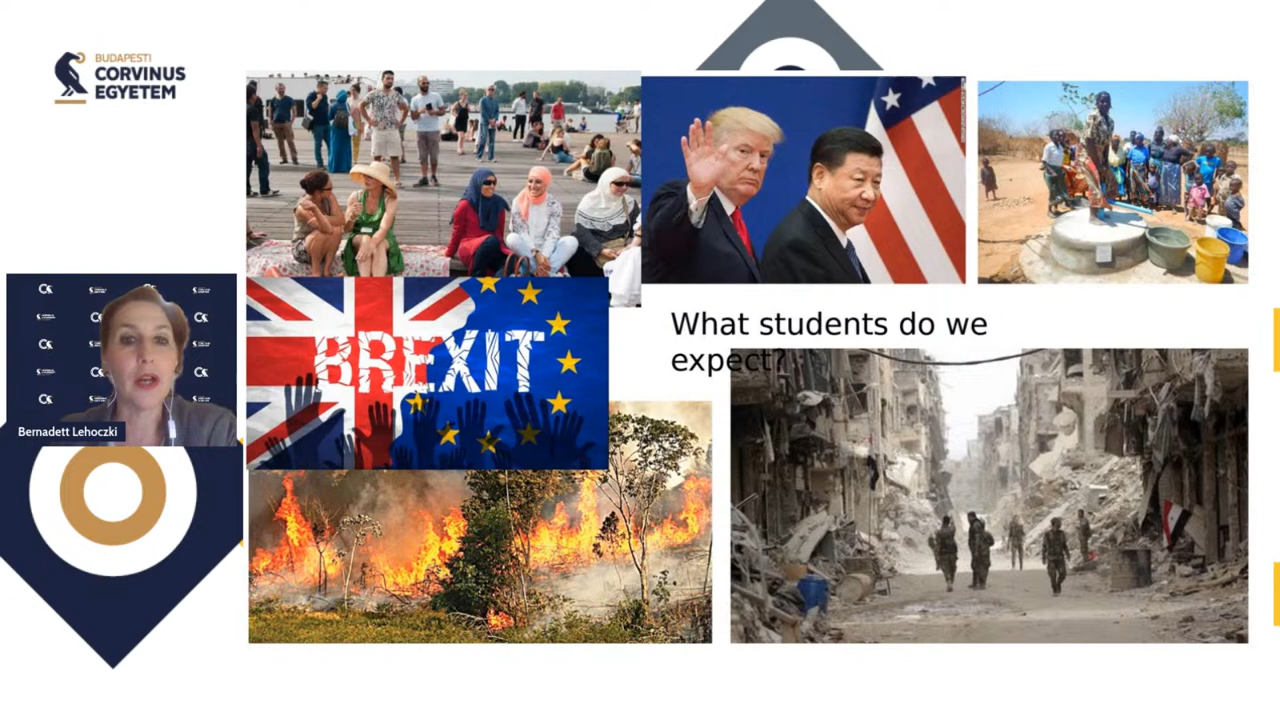 BUDAPESTI
CORVINUS
EGYETEM
BREXIT
What students do we
expect?
Bernadett Lehoczki